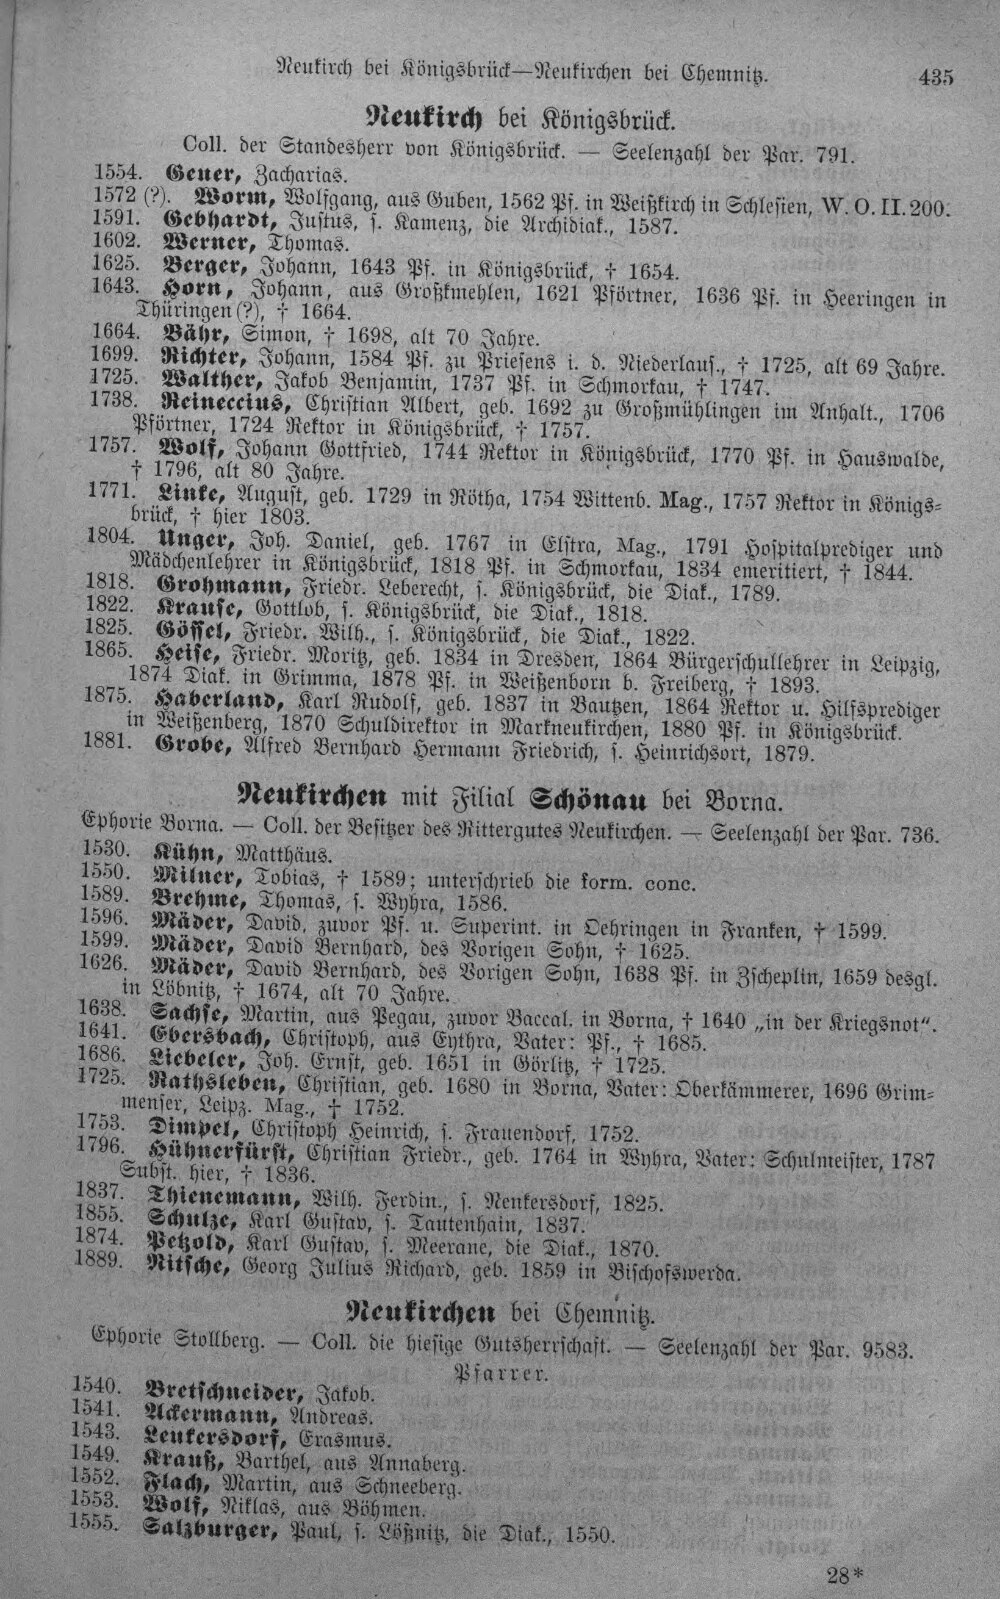 Neukirch bei Königsbrück—Neukirchen bei Chemnitz. 435
Neukirch bei Königsbrück.
Coll. der Standesherr von Königsbrück. — Seelenzahl der Par. 791.
1554. Geuer, Zacharias.
1572 (?). Worm, Wolfgang, aus Guben, 1562 Pf. in Weißkirch in Schlesien, W. O. II. 200.
1591. Gebhardt, Justus, s. Kamenz, die Archidiak., 1587.
1602. Werner, Thomas.
1625. Berger, Johann, 1643 Pf. in Königsbrück, † 1654.
1643. Horn, Johann, aus Großkmehlen, 1621 Pförtner, 1636 Pf. in Heeringen in
Thüringen(?), † 1664.
1664. Bähr, Simon, † 1698, alt 70 Jahre.
1699. Richter, Johann, 1584 Pf. zu Priesens i. d. Niederlaus., † 1725, alt 69 Jahre.
1725. Walther, Jakob Benjamin, 1737 Pf. in Schmorkau, † 1747.
1738. Reineccius, Christian Albert, geb. 1692 zu Großmühlingen im Anhalt., 1706
Pförtner, 1724 Rektor in Königsbrück, † 1757.
1757. Wolf, Johann Gottfried, 1744 Rektor in Königsbrück, 1770 Pf. in Hauswalde,
† 1796, alt 80 Jahre.
1771. Linke, August, geb. 1729 in Rötha, 1754 Wittenb. Mag., 1757 Rektor in Königs-
brück, † hier 1803.
1804. Unger, Joh. Daniel, geb. 1767 in Elstra, Mag., 1791 Hospitalprediger und
Mädchenlehrer in Königsbrück, 1818 Pf. in Schmorkau, 1834 emeritiert, † 1844.
1818. Grohmann, Friedr. Leberecht, s. Königsbrück, die Diak., 1789.
1822. Krause, Gottlob, s. Königsbrück, die Diak., 1818.
1825. Gössel, Friedr. Wilh., s. Königsbrück, die Diak., 1822.
1865. Heise, Friedr. Moritz, geb. 1834 in Dresden, 1864 Bürgerschullehrer in Leipzig,
1874 Diak. in Grimma, 1878 Pf. in Weißenborn b. Freiberg, † 1893.
1875. Haberland, Karl Rudolf, geb. 1837 in Bautzen, 1864 Rektor u. Hilfsprediger
in Weißenberg, 1870 Schuldirektor in Markneukirchen, 1880 Pf. in Königsbrück.
1881. Grobe, Alfred Bernhard Hermann Friedrich, s. Heinrichsort, 1879.
Neukirchen mit Filial Schönau bei Borna.
Ephorie Borna. — Coll. der Besitzer des Rittergutes Neukirchen. — Seelenzahl der Par. 736.
1530. Kühn, Matthäus.
1550. Milner, Tobias, † 1589; unterschrieb die form. conc.
1589. Brehme, Thomas, s. Wyhra, 1586.
1596. Mäder, David, zuvor Pf. u. Superint. in Oehringen in Franken, † 1599.
1599. Mäder, David Bernhard, des Vorigen Sohn, † 1625.
1626. Mäder, David Bernhard, des Vorigen Sohn, 1638 Pf. in Zscheplin, 1659 desgl.
in Löbnitz, † 1674, alt 70 Jahre.
1638. Sachse, Martin, aus Pegau, zuvor Baccal. in Borna, † 1640 „in der Kriegsnot“.
1641. Ebersbach, Christoph, aus Eythra, Vater: Pf., † 1685.
1686. Liebeler, Joh. Ernst, geb. 1651 in Görlitz, † 1725.
1725. Rathsleben, Christian, geb. 1680 in Borna, Vater: Oberkämmerer, 1696 Grim-
menser, Leipz. Mag., † 1752.
1753. Dimpel, Christoph Heinrich, s. Frauendorf, 1752.
1796. Hühnerfürst, Christian Friedr., geb. 1764 in Wyhra, Vater: Schulmeister, 1787
Subst. hier, † 1836.
1837. Thienemann, Wilh. Ferdin., s. Nenkersdorf, 1825.
1855. Schulze, Karl Gustav, s. Tautenhain, 1837.
1874. Petzold, Karl Gustav, s. Meerane, die Diak., 1870.
1889. Nitsche, Georg Julius Richard, geb. 1859 in Bischofswerda.
Neukirchen bei Chemnitz.
Ephorie Stollberg. — Coll. die hiesige Gutsherrschaft. — Seelenzahl der Par. 9583.
Pfarrer.
1540. Bretschneider, Jakob.
1541. Ackermann, Andreas.
1543. Leukersdorf, Erasmus.
1549. Krauß, Barthel, aus Annaberg.
1552. Flach, Martin, aus Schneeberg.
1553. Wolf, Niklas, aus Böhmen.
1555. Salzburger, Paul, s. Lößnitz, die Diak., 1550.
28*